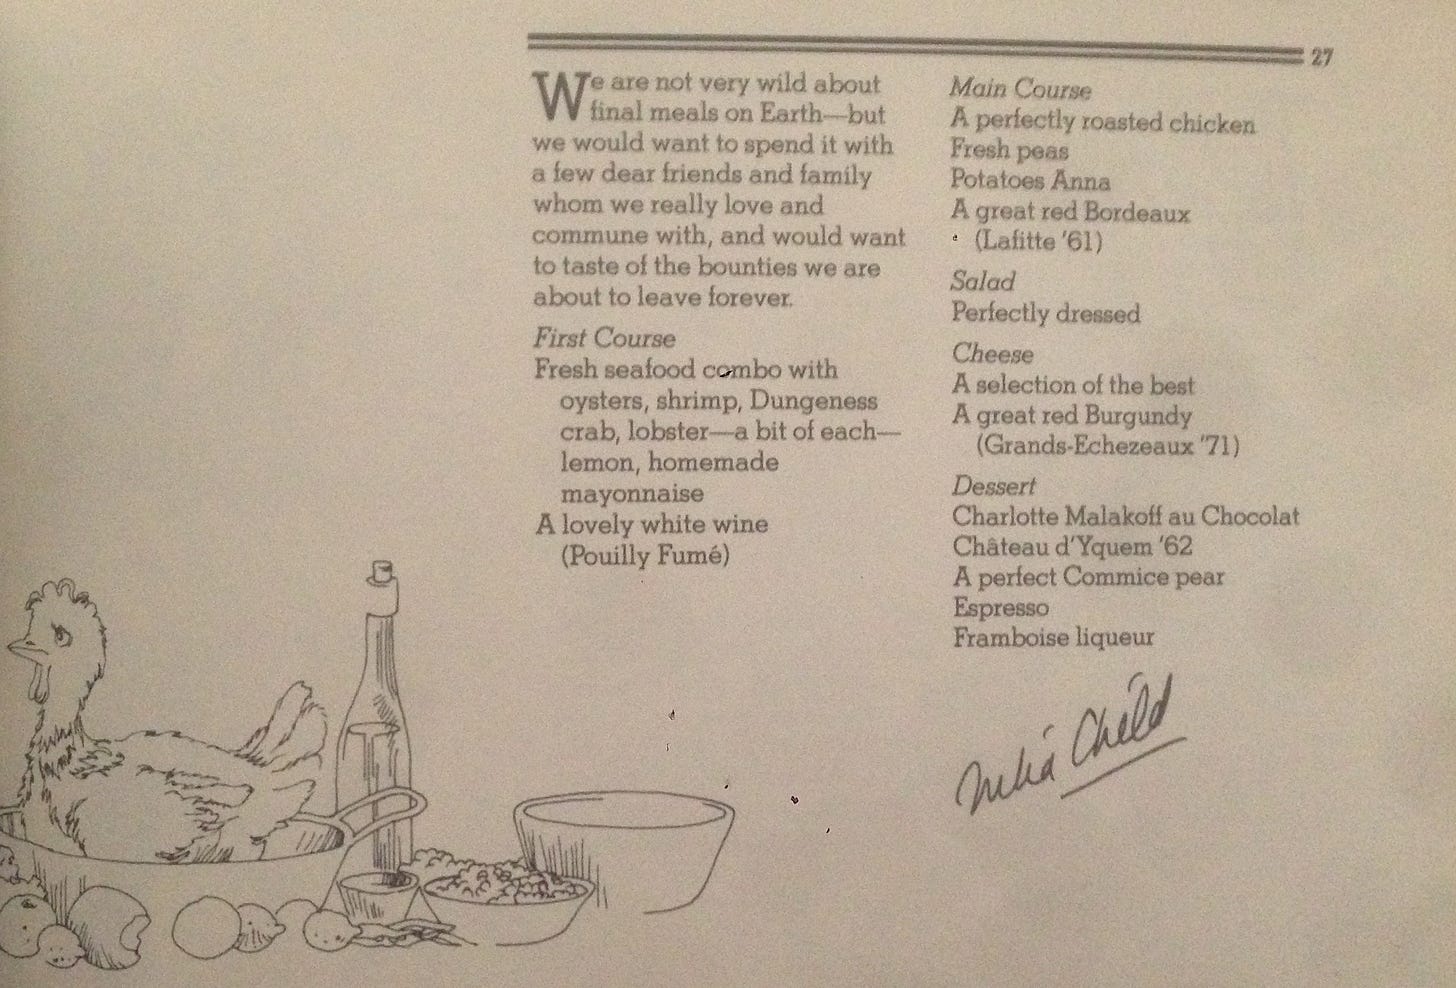 27
We are not very wild about
final meals on Earth—but
we would want to spend it with
a few dear friends and family
whom we really love and
commune with, and would want
to taste of the bounties we are
about to leave forever.
First Course
Fresh seafood combo with
oysters, shrimp, Dungeness
crab, lobster—a bit of each—
lemon, homemade
mayonnaise
A lovely white wine
(Pouilly Fumé)
Main Course
A perfectly roasted chicken
Fresh peas
Potatoes Anna
A great red Bordeaux
(Lafitte '61)
Salad
Perfectly dressed
Cheese
A selection of the best
A great red Burgundy
(Grands-Echezeaux '71)
Dessert
Charlotte Malakoff au Chocolat
Château d'Yquem '62
A perfect Commice pear
Espresso
Framboise liqueur
Julia Child